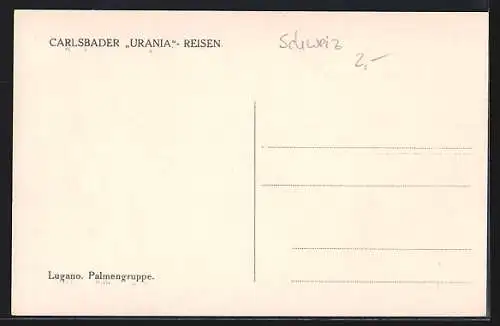 CARLSBADER „URANIA“- REISEN
Schweiz
2,-
Lugano. Palmengruppe.